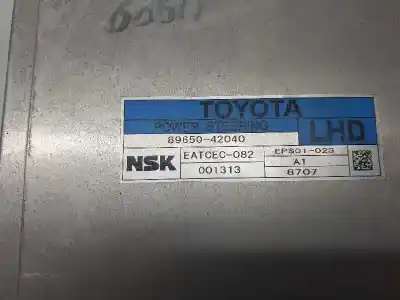 TOYOTA
POWER STEERING
89650-42040
LHD
NSK
EATCEC-082
EPS01-023
001313
A1
8707